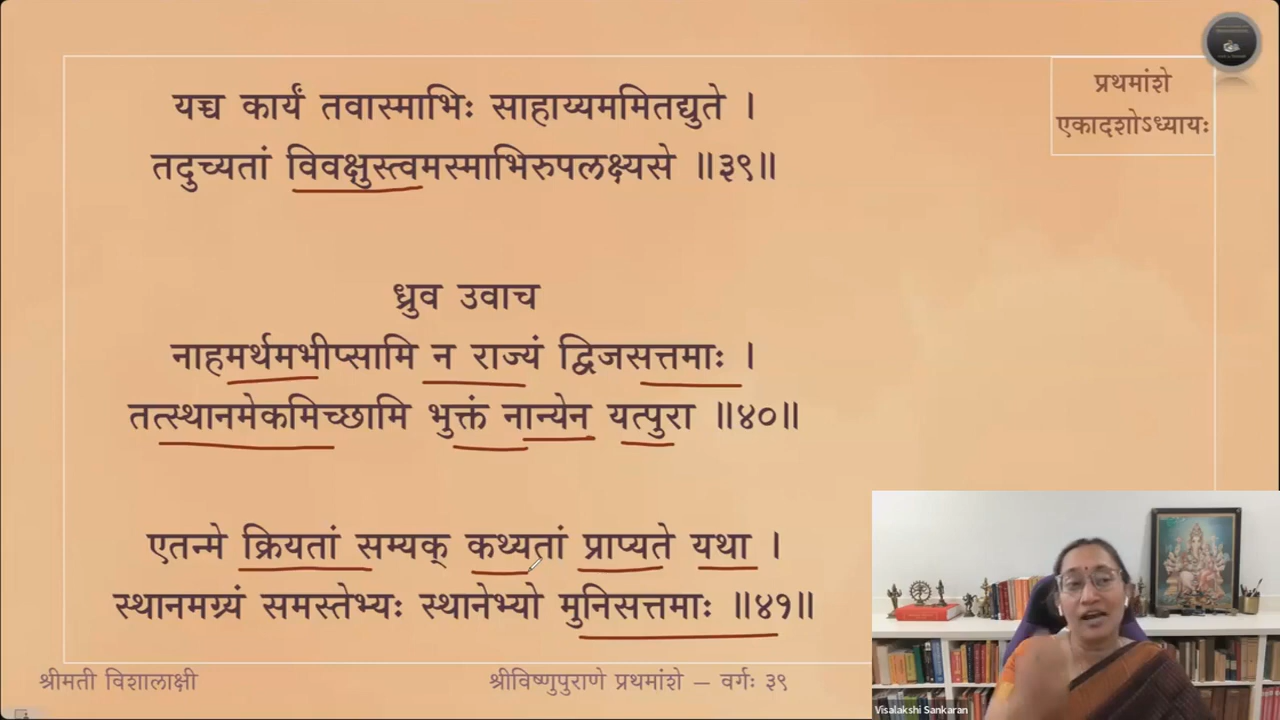 प्रथमांशे
एकादशोऽध्यायः
यच्च कार्यं तवास्माभिः साहाय्यममितद्युते ।
तदुच्यतां विवक्षुस्त्वमस्माभिरुपलक्ष्यसे ॥३९॥
ध्रुव उवाच
नाहमर्थमभीप्सामि न राज्यं द्विजसत्तमाः ।
तत्स्थानमेकमिच्छामि भुक्तं नान्येन यत्पुरा ॥४०॥
एतन्मे क्रियतां सम्यक् कथ्यतां प्राप्यते यथा ।
स्थानमग्र्यं समस्तेभ्यः स्थानेभ्यो मुनिसत्तमाः ॥४१॥
श्रीमती विशालाक्षी
श्रीविष्णुपुराणे प्रथमांशे – वर्गः ३९
Visalakshi Sankaran